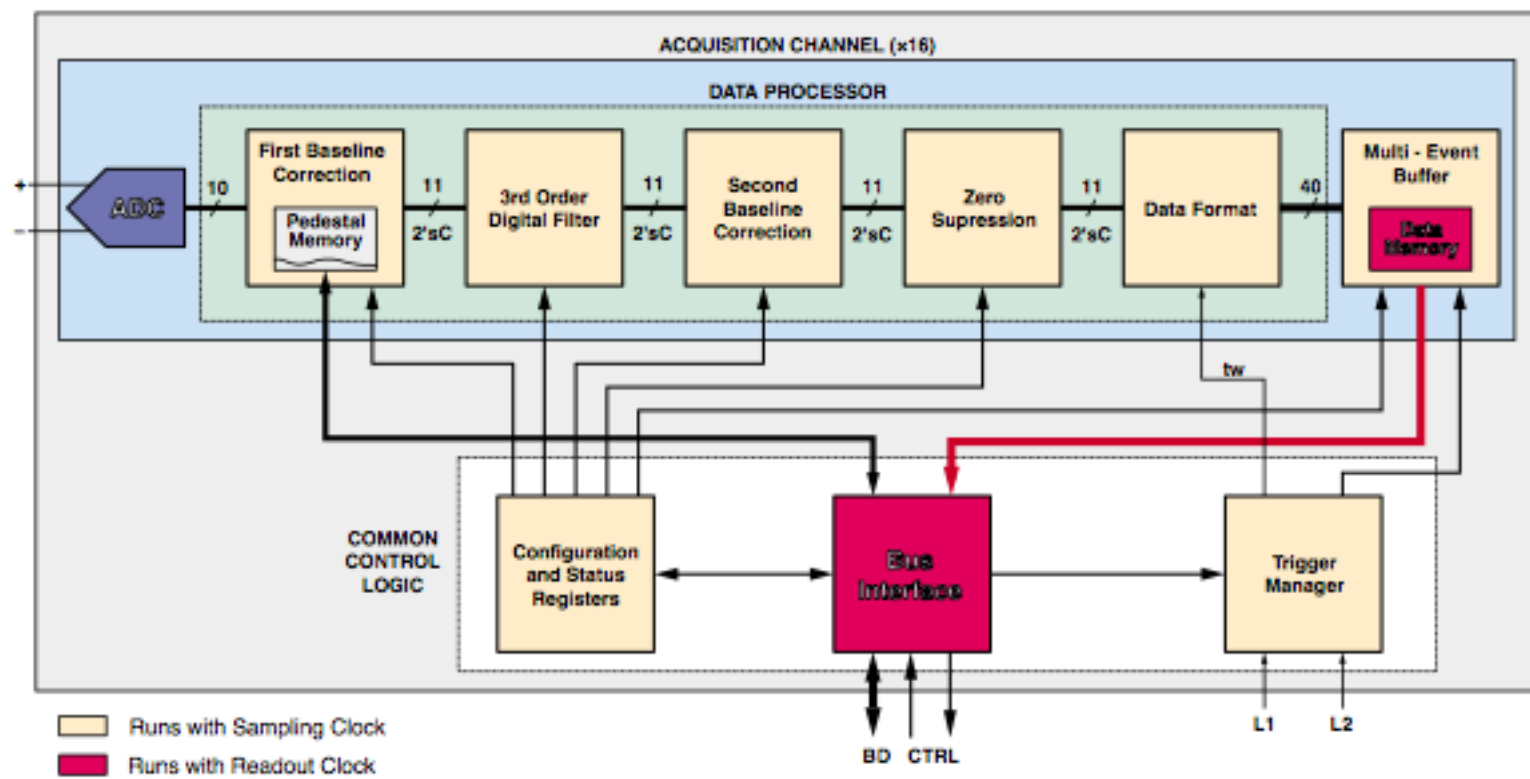 ACQUISITION CHANNEL (×16)
DATA PROCESSOR
+
–
ADC
10
First Baseline
Correction
Pedestal
Memory
11
2'sC
3rd Order
Digital Filter
11
2'sC
Second
Baseline
Correction
11
2'sC
Zero
Supression
11
2'sC
Data Format
40
Multi - Event
Buffer
Data
Memory
tw
COMMON
CONTROL
LOGIC
Configuration
and Status
Registers
Bus
Interface
Trigger
Manager
BD
CTRL
L1
L2
Runs with Sampling Clock
Runs with Readout Clock